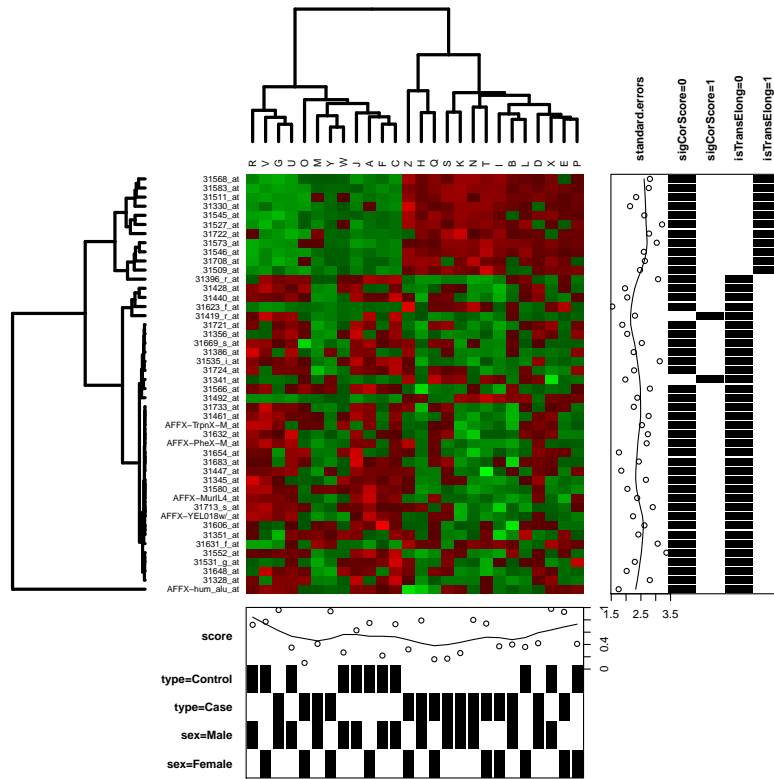 standard.errors
sigCorScore=0
sigCorScore=1
isTransElong=0
isTransElong=1
R V G U O M Y W J A F C Z H Q S K N T I B L D X E P
31568_at
31583_at
31511_at
31330_at
31545_at
31527_at
31722_at
31573_at
31546_at
31708_at
31509_at
31396_r_at
31428_at
31440_at
31623_f_at
31419_r_at
31721_at
31356_at
31669_s_at
31386_at
31535_i_at
31724_at
31341_at
31566_at
31492_at
31733_at
31461_at
AFFX−TrpnX−M_at
31632_at
AFFX−PheX−M_at
31654_at
31683_at
31447_at
31345_at
31580_at
AFFX−MurIL4_at
31713_s_at
AFFX−YEL018w/_at
31606_at
31351_at
31631_f_at
31552_at
31531_g_at
31648_at
31328_at
AFFX−hum_alu_at
1.5 2.5 3.5
score
0 0.4 1
type=Control
type=Case
sex=Male
sex=Female